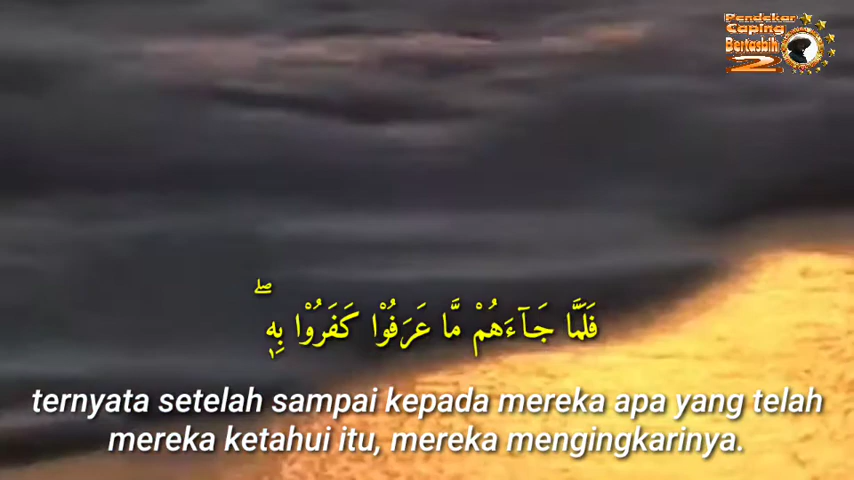 Pendekar
Caping
Bertasbih
2
فَلَمَّا جَآءَهُمْ مَّا عَرَفُوْا كَفَرُوْا بِهٖ ۖ
ternyata setelah sampai kepada mereka apa yang telah
mereka ketahui itu, mereka mengingkarinya.